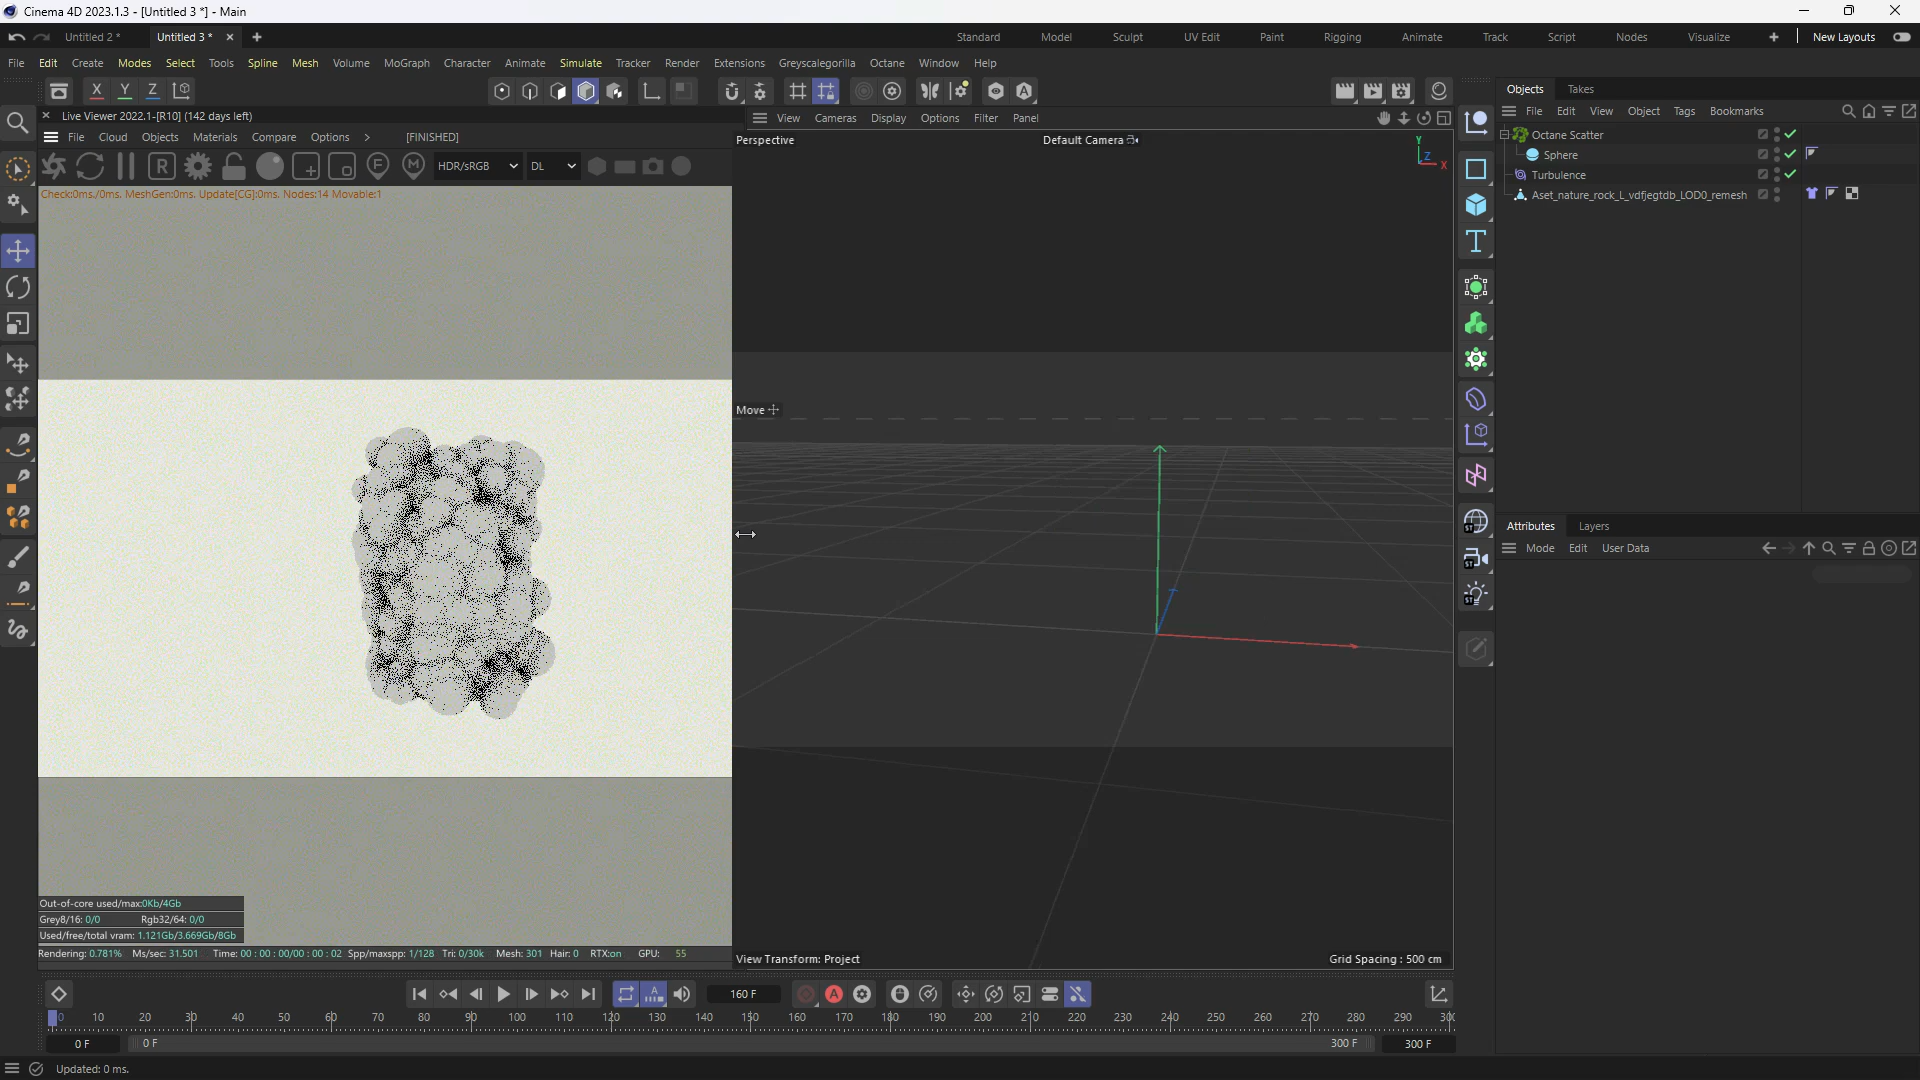 Cinema 4D 2023.1.3 - [Untitled 3 *] - Main
Untitled 2 * Untitled 3 * Standard Model Sculpt UV Edit Paint Rigging Animate Track Script Nodes Visualize New Layouts
File Edit Create Modes Select Tools Spline Mesh Volume MoGraph Character Animate Simulate Tracker Render Extensions Greyscalegorilla Octane Window Help
X Y Z
Live Viewer 2022.1-[R10] (142 days left)
File Cloud Objects Materials Compare Options > [FINISHED]
R F M HDR/sRGB DL
Check:0ms./0ms. MeshGen:0ms. Update[CG]:0ms. Nodes:14 Movable:1
Out-of-core used/max:0Kb/4Gb
Grey8/16: 0/0 Rgb32/64: 0/0
Used/free/total vram: 1.121Gb/3.669Gb/8Gb
Rendering: 0.781% Ms/sec: 31.501 Time: 00 : 00 : 00/00 : 00 : 02 Spp/maxspp: 1/128 Tri: 0/30k Mesh: 301 Hair: 0 RTX:on GPU: 55
View Cameras Display Options Filter Panel
Perspective Default Camera
Y
Z
X
Move
View Transform: Project Grid Spacing : 500 cm
Objects Takes
File Edit View Object Tags Bookmarks
Octane Scatter
Sphere
Turbulence
Aset_nature_rock_L_vdfjegtdb_LOD0_remesh
ST
ST
ST
Attributes Layers
Mode Edit User Data
160 F A
0 10 20 30 40 50 60 70 80 90 100 110 120 130 140 150 160 170 180 190 200 210 220 230 240 250 260 270 280 290 30
0 F 0 F 300 F 300 F
Updated: 0 ms.